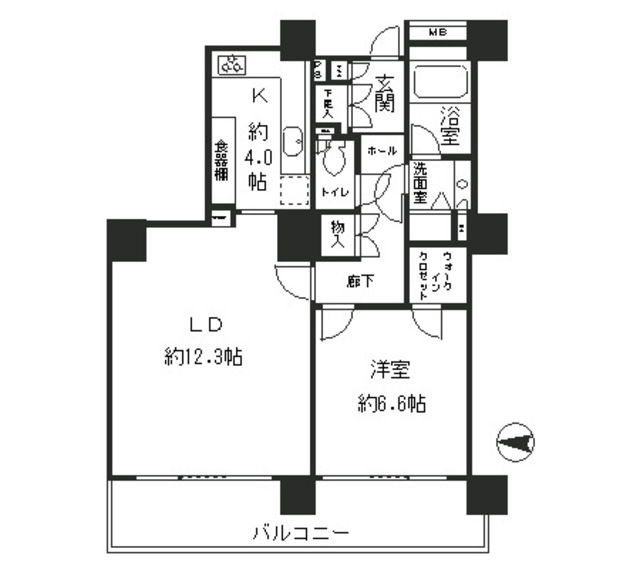 MB
PS
K
約
4.0
帖
食器棚
下足入
玄関
浴室
ホール
トイレ
洗面室
物入
廊下
ウォーク
イン
クロゼット
LD
約12.3帖
洋室
約6.6帖
バルコニー